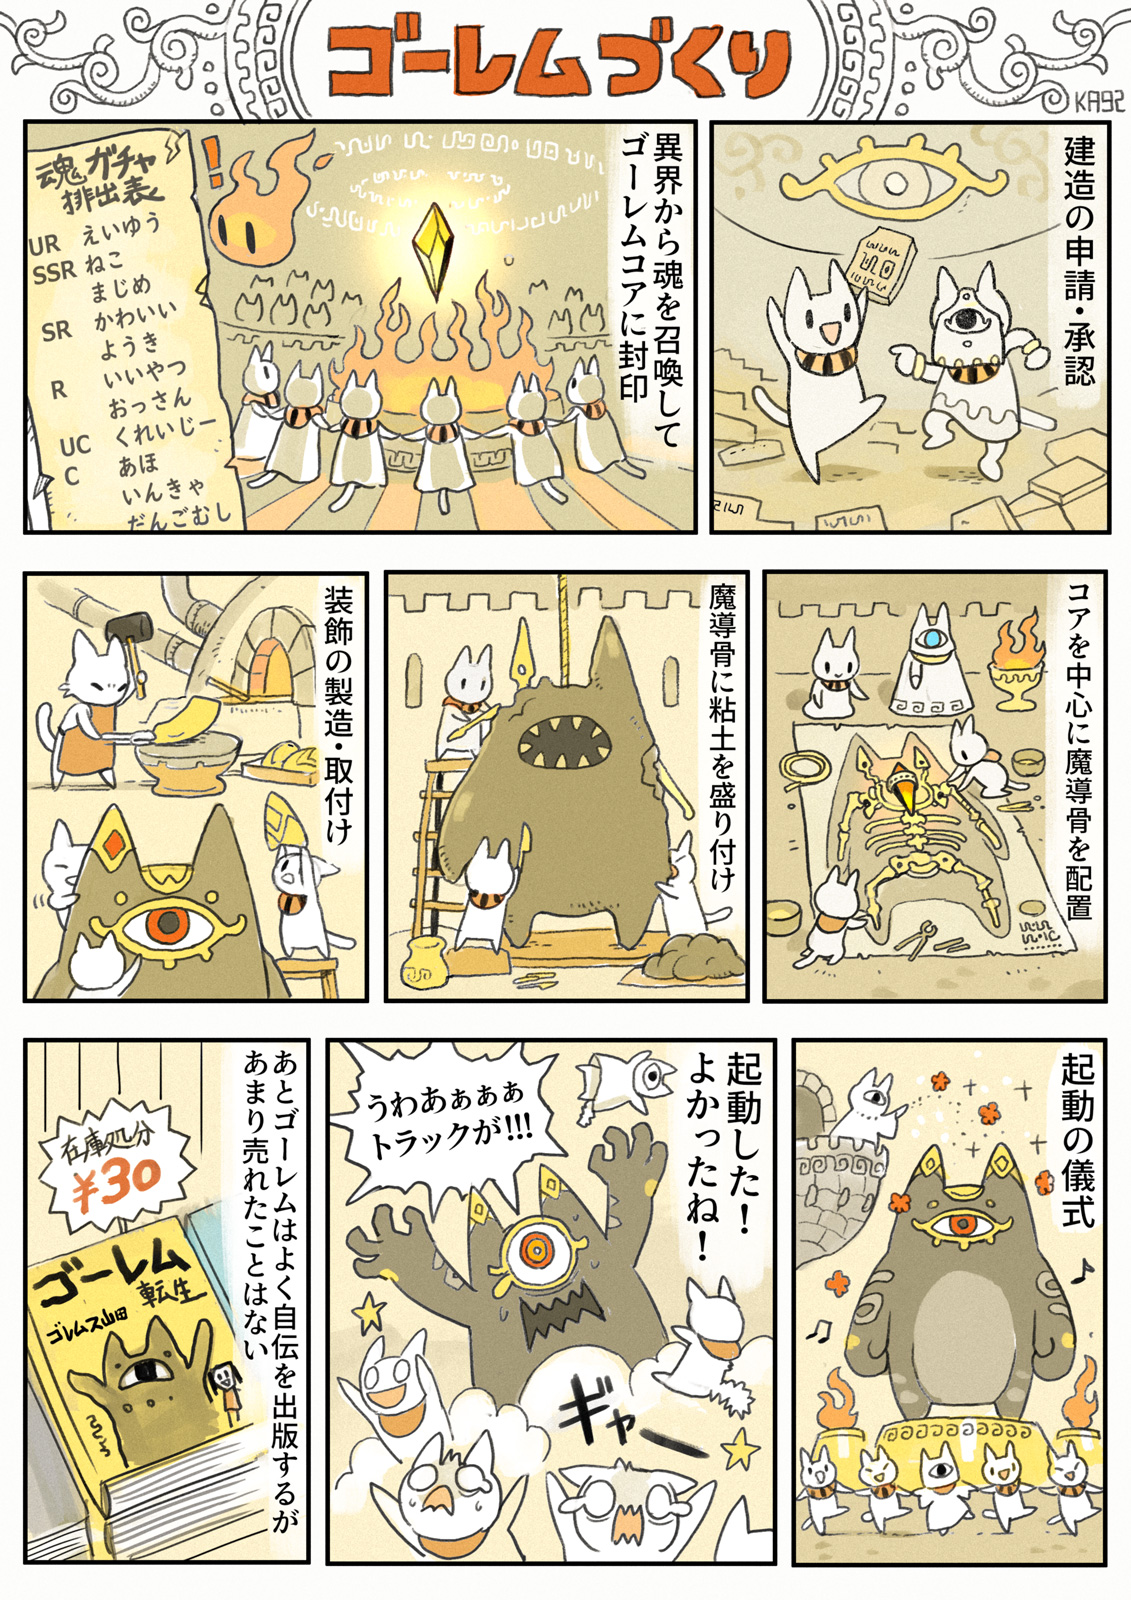 ゴーレムづくり
KA92
建造の申請・承認
異界から魂を召喚して
ゴーレムコアに封印
!
魂ガチャ
排出表
UR えいゆう
SSR ねこ
まじめ
SR かわいい
ようき
R いいやつ
おっさん
UC くれいじー
C あほ
いんきゃ
だんごむし
コアを中心に魔導骨を配置
魔導骨に粘土を盛り付け
装飾の製造・取付け
起動の儀式
起動した!
よかったね!
うわあぁぁぁ
トラックが!!!
ギャー
あとゴーレムはよく自伝を出版するが
あまり売れたことはない
在庫処分
¥30
ゴーレム
転生
ゴレムス山田